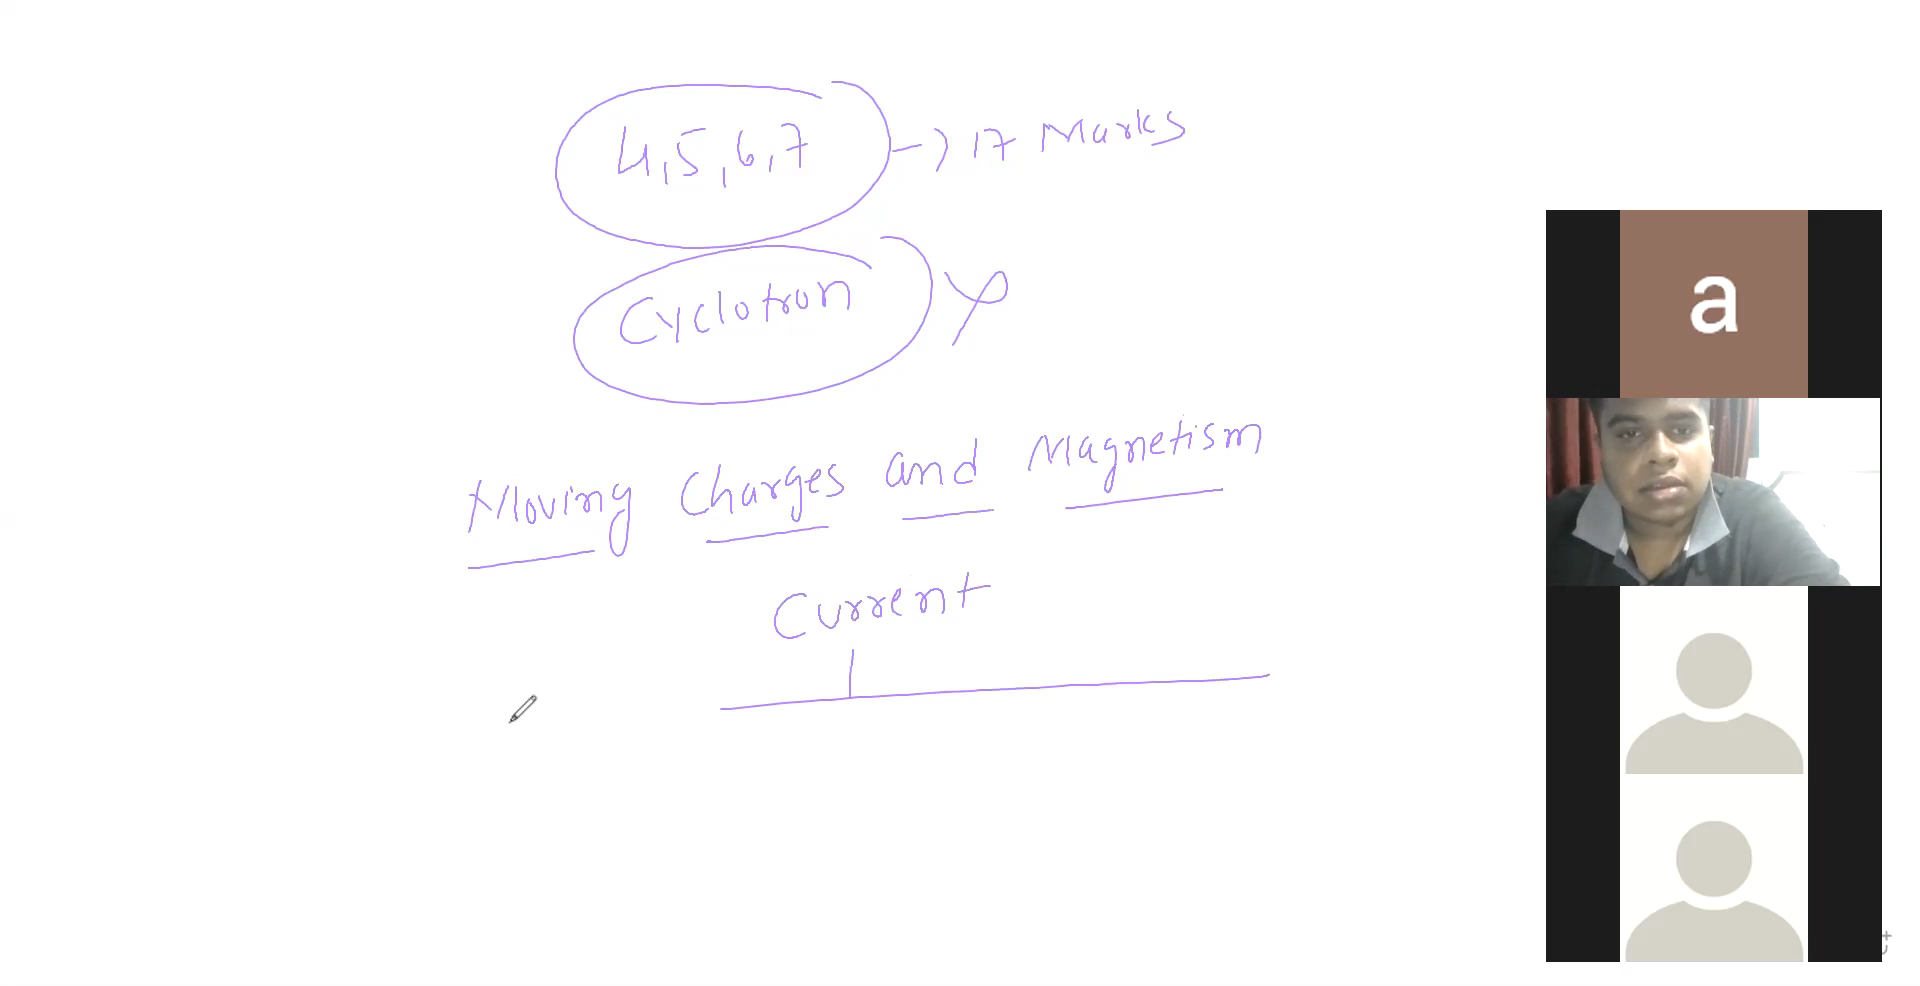 4,5,6,7 → 17 Marks
Cyclotron
Moving Charges and Magnetism
Current
a